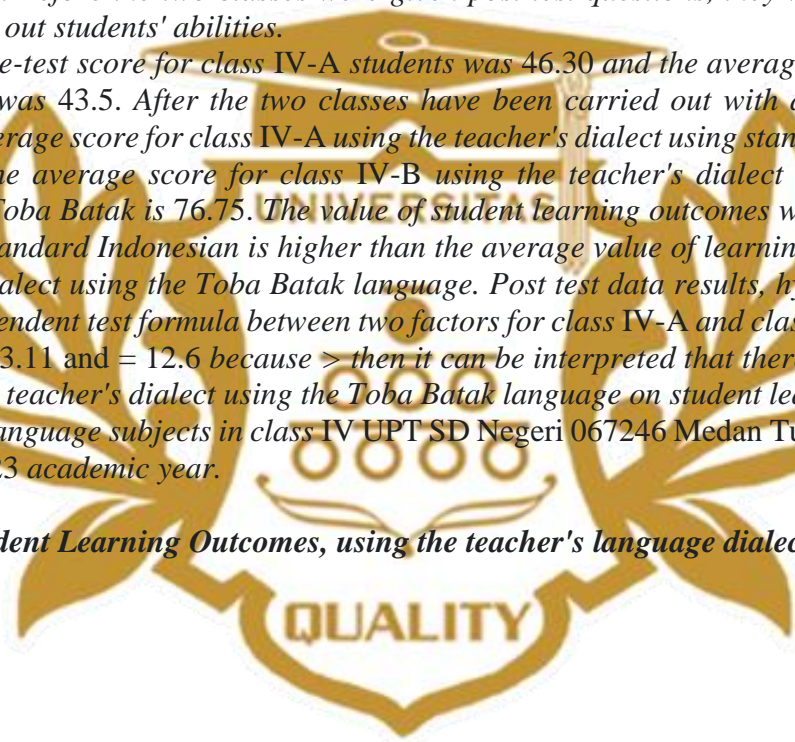 out students' abilities.
e-test score for class IV-A students was 46.30 and the averag
was 43.5. After the two classes have been carried out with
erage score for class IV-A using the teacher's dialect using stan
he average score for class IV-B using the teacher's dialect
Toba Batak is 76.75. The value of student learning outcomes w
andard Indonesian is higher than the average value of learnin
alect using the Toba Batak language. Post test data results, hy
endent test formula between two factors for class IV-A and clas
3.11 and = 12.6 because > then it can be interpreted that ther
teacher's dialect using the Toba Batak language on student lea
anguage subjects in class IV UPT SD Negeri 067246 Medan Tu
23 academic year.
dent Learning Outcomes, using the teacher's language dialec
UNIVERSITAS
QUALITY